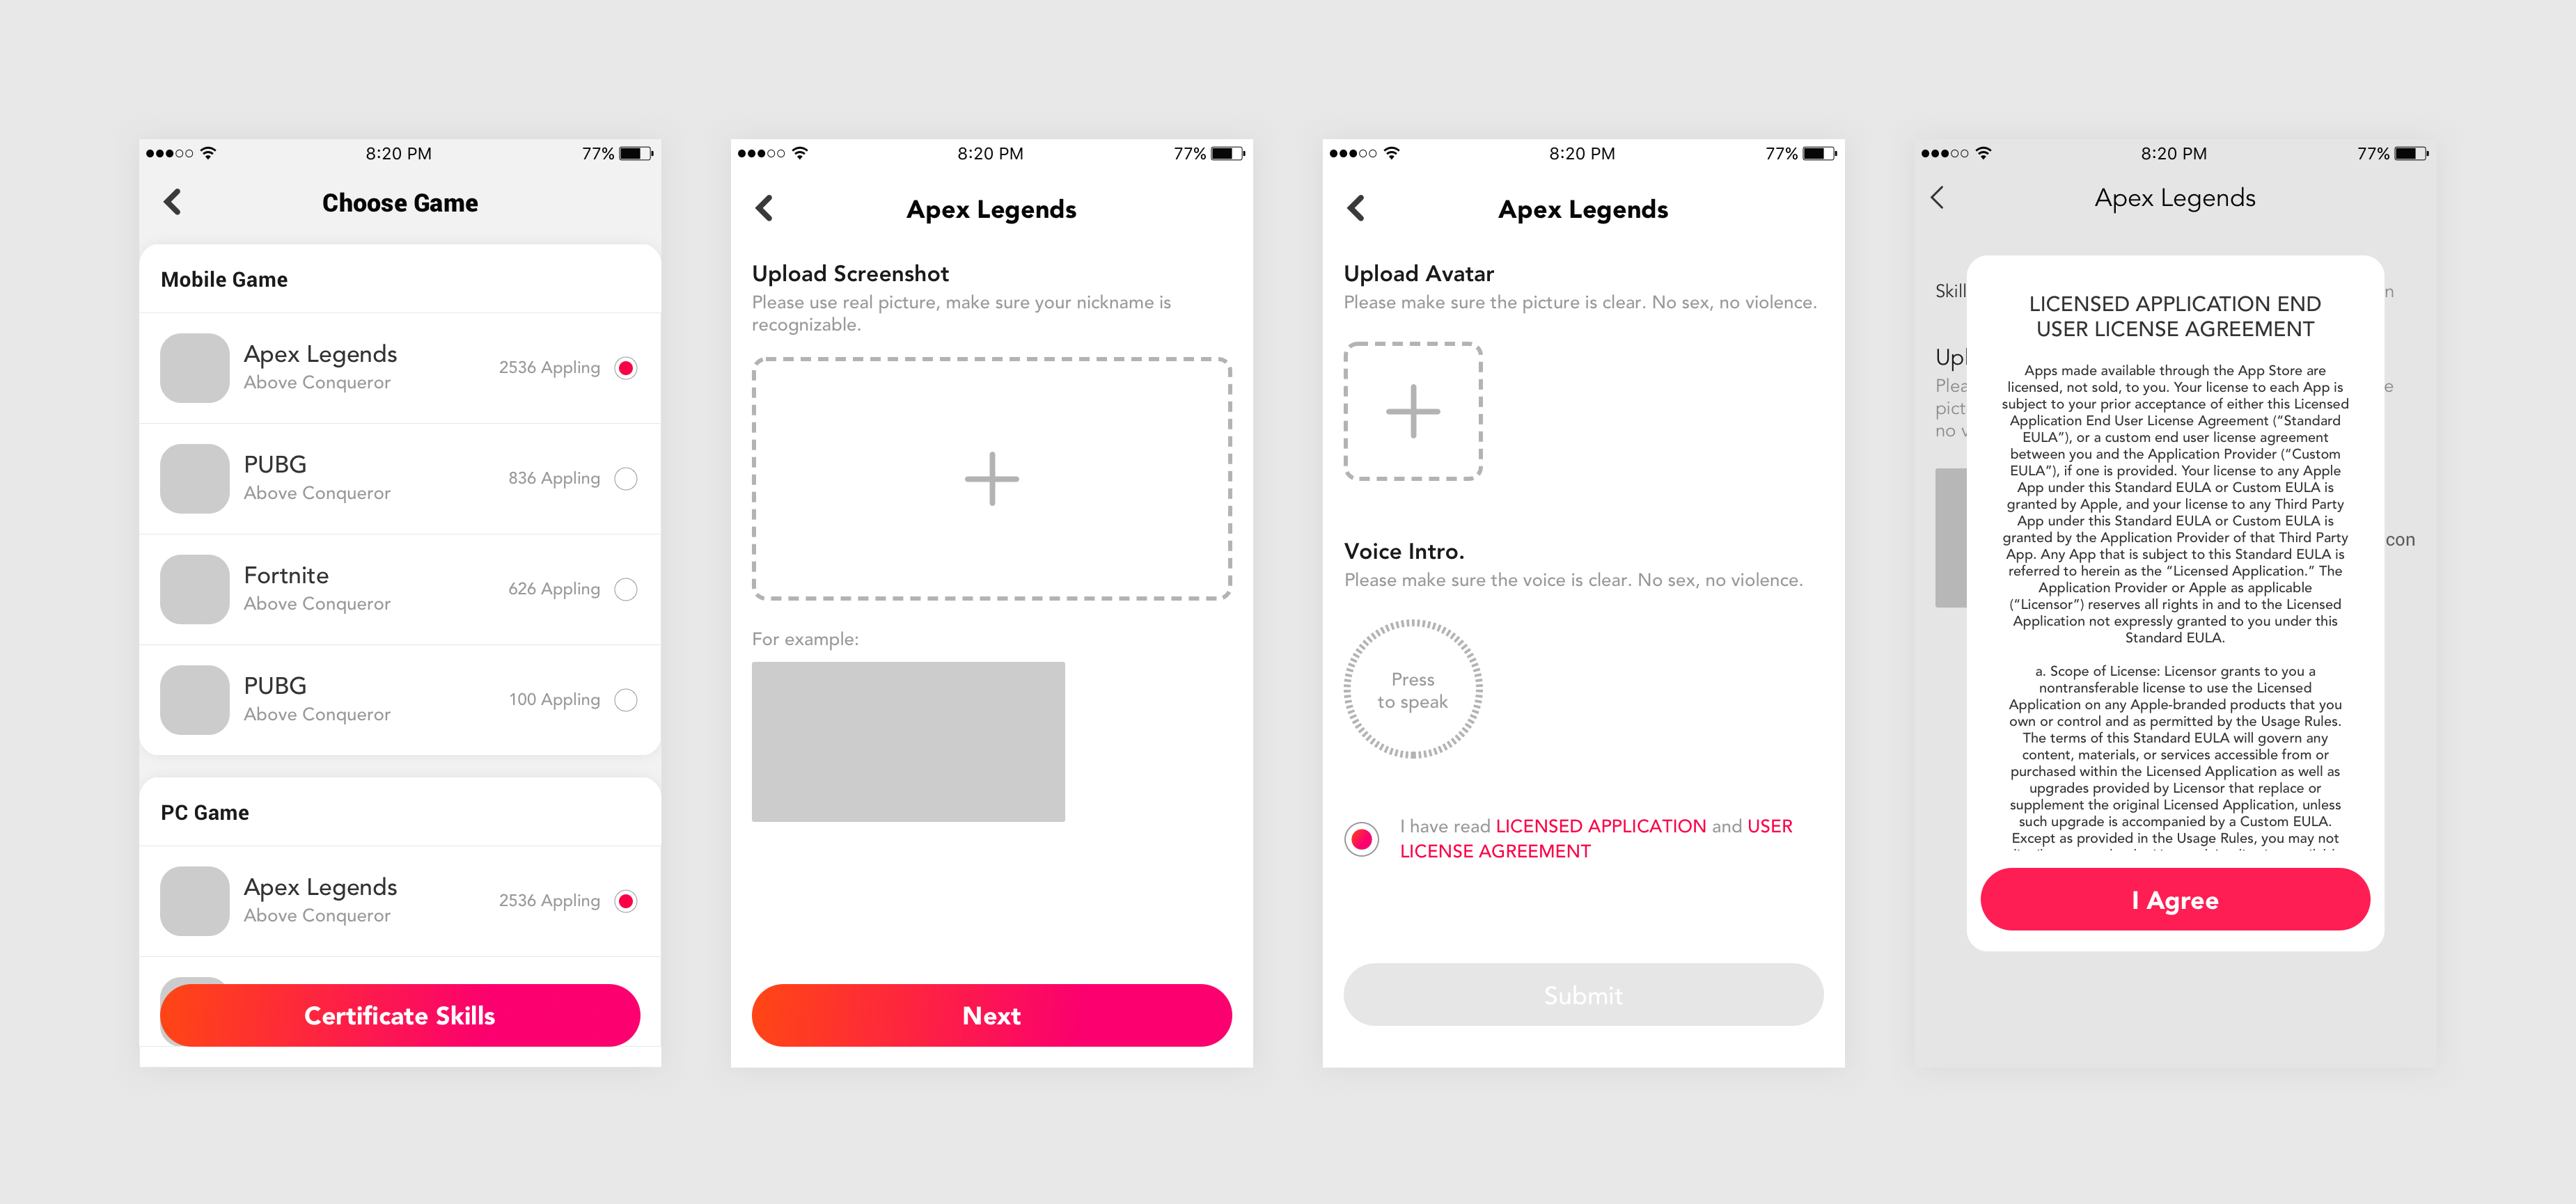 8:20 PM
77%
Choose Game
Mobile Game
Apex Legends
Above Conqueror
2536 Appling
PUBG
Above Conqueror
836 Appling
Fortnite
Above Conqueror
626 Appling
PUBG
Above Conqueror
100 Appling
PC Game
Apex Legends
Above Conqueror
2536 Appling
Certificate Skills
8:20 PM
77%
Apex Legends
Upload Screenshot
Please use real picture, make sure your nickname is
recognizable.
For example:
Next
8:20 PM
77%
Apex Legends
Upload Avatar
Please make sure the picture is clear. No sex, no violence.
Voice Intro.
Please make sure the voice is clear. No sex, no violence.
Press
to speak
I have read LICENSED APPLICATION and USER
LICENSE AGREEMENT
Submit
8:20 PM
77%
Apex Legends
Skill
LICENSED APPLICATION END
USER LICENSE AGREEMENT
Apps made available through the App Store are
licensed, not sold, to you. Your license to each App is
subject to your prior acceptance of either this Licensed
Application End User License Agreement (“Standard
EULA”), or a custom end user license agreement
between you and the Application Provider (“Custom
EULA”), if one is provided. Your license to any Apple
App under this Standard EULA or Custom EULA is
granted by Apple, and your license to any Third Party
App under this Standard EULA or Custom EULA is
granted by the Application Provider of that Third Party
App. Any App that is subject to this Standard EULA is
referred to herein as the “Licensed Application.” The
Application Provider or Apple as applicable
(“Licensor”) reserves all rights in and to the Licensed
Application not expressly granted to you under this
Standard EULA.
a. Scope of License: Licensor grants to you a
nontransferable license to use the Licensed
Application on any Apple-branded products that you
own or control and as permitted by the Usage Rules.
The terms of this Standard EULA will govern any
content, materials, or services accessible from or
purchased within the Licensed Application as well as
upgrades provided by Licensor that replace or
supplement the original Licensed Application, unless
such upgrade is accompanied by a Custom EULA.
Except as provided in the Usage Rules, you may not
I Agree